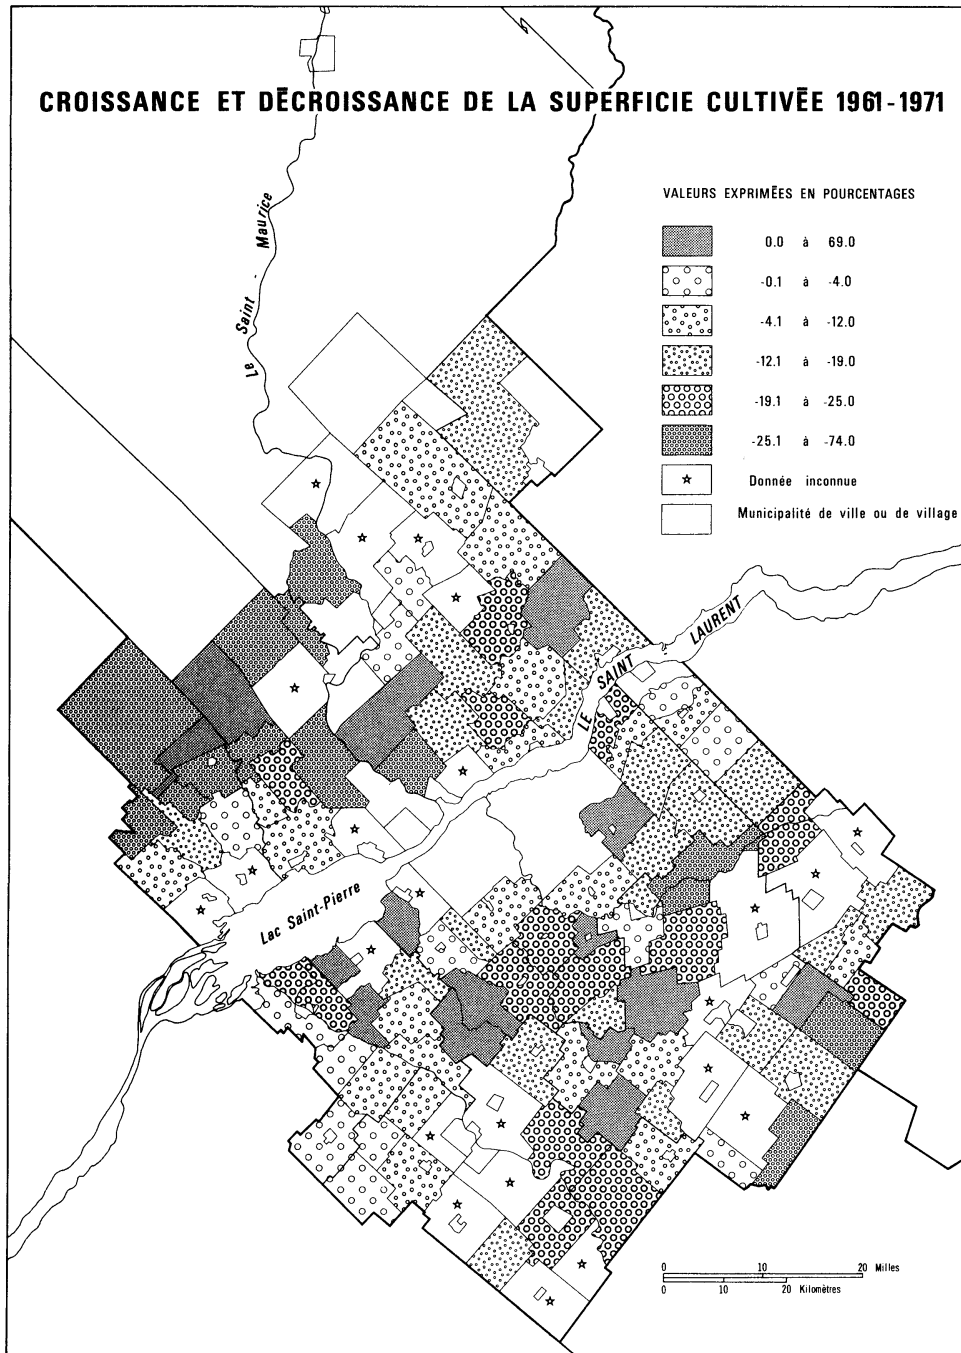 CROISSANCE ET DĒCROISSANCE DE LA SUPERFICIE CULTIVĒE 1961-1971
VALEURS EXPRIMĒES EN POURCENTAGES
0.0 à 69.0
-0.1 à -4.0
-4.1 à -12.0
-12.1 à -19.0
-19.1 à -25.0
-25.1 à -74.0
Donnée inconnue
Municipalité de ville ou de village
Le Saint-Maurice
LE SAINT LAURENT
Lac Saint-Pierre
0 10 20 Milles
0 10 20 Kilomètres